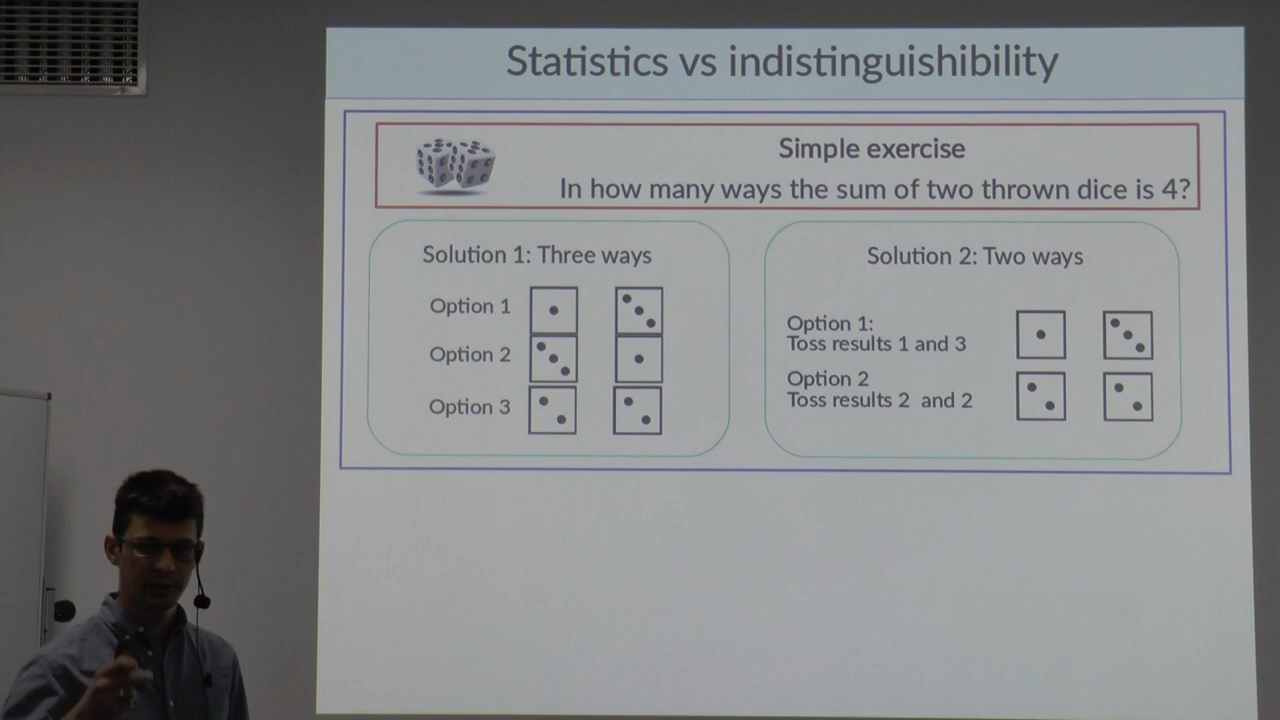 Statistics vs indistinguishibility
Simple exercise
In how many ways the sum of two thrown dice is 4?
Solution 1: Three ways
Option 1
Option 2
Option 3
Solution 2: Two ways
Option 1:
Toss results 1 and 3
Option 2
Toss results 2 and 2